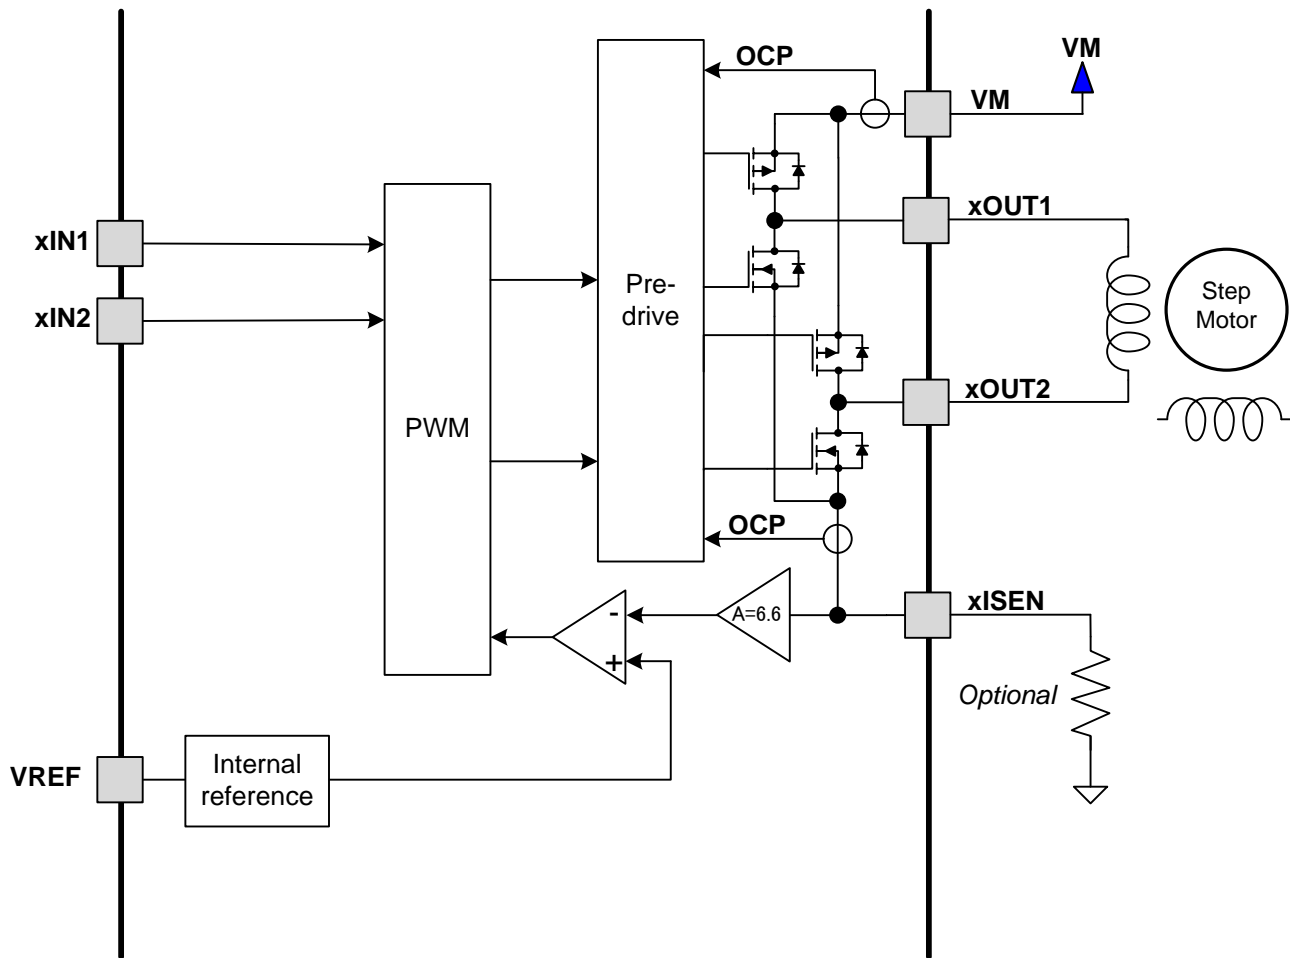 VM
OCP
VM
xOUT1
xIN1
xIN2
Pre-
drive
Step
Motor
xOUT2
PWM
OCP
xISEN
-
A=6.6
+
Optional
VREF
Internal
reference